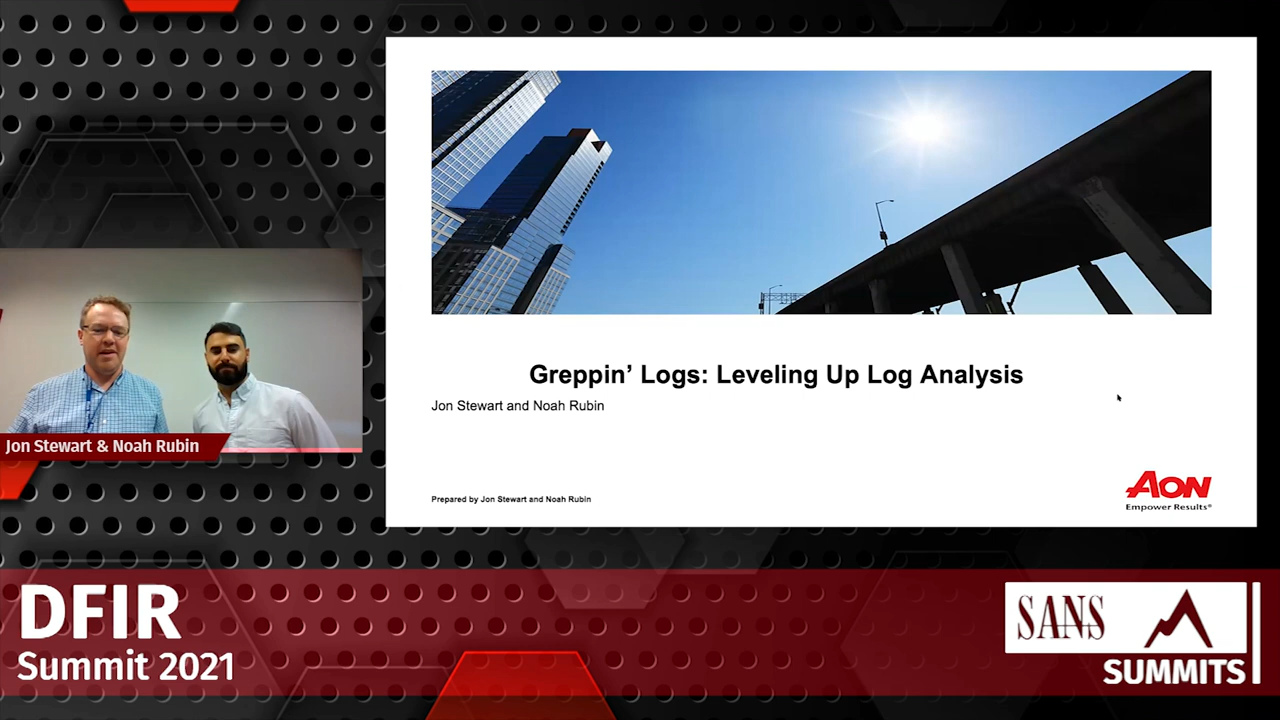 Greppin' Logs: Leveling Up Log Analysis
Jon Stewart and Noah Rubin
Prepared by Jon Stewart and Noah Rubin
AON
Empower Results®
Jon Stewart & Noah Rubin
DFIR
Summit 2021
SANS
SUMMITS